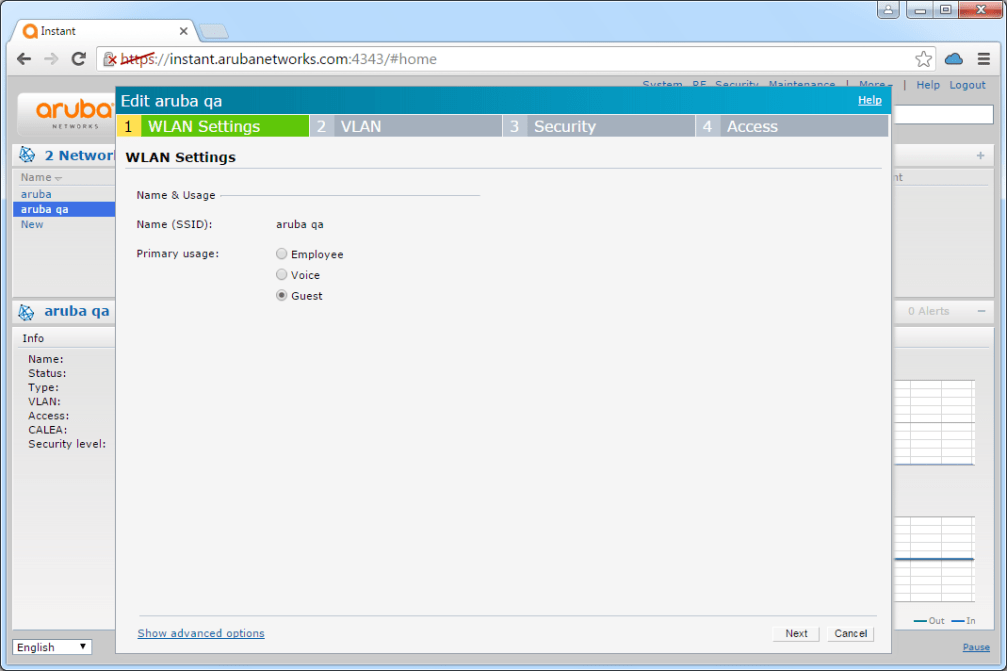 Instant
https://instant.arubanetworks.com:4343/#home
System RF Security Maintenance | More | Help Logout
aruba
NETWORKS
Edit aruba qa Help
1 WLAN Settings 2 VLAN 3 Security 4 Access
2 Networ
WLAN Settings
Name
nt
aruba
aruba qa
New
Name & Usage
Name (SSID): aruba qa
Primary usage: Employee
Voice
Guest
aruba qa
0 Alerts
Info
Name:
Status:
Type:
VLAN:
Access:
CALEA:
Security level:
Out In
Show advanced options Next Cancel
English Pause